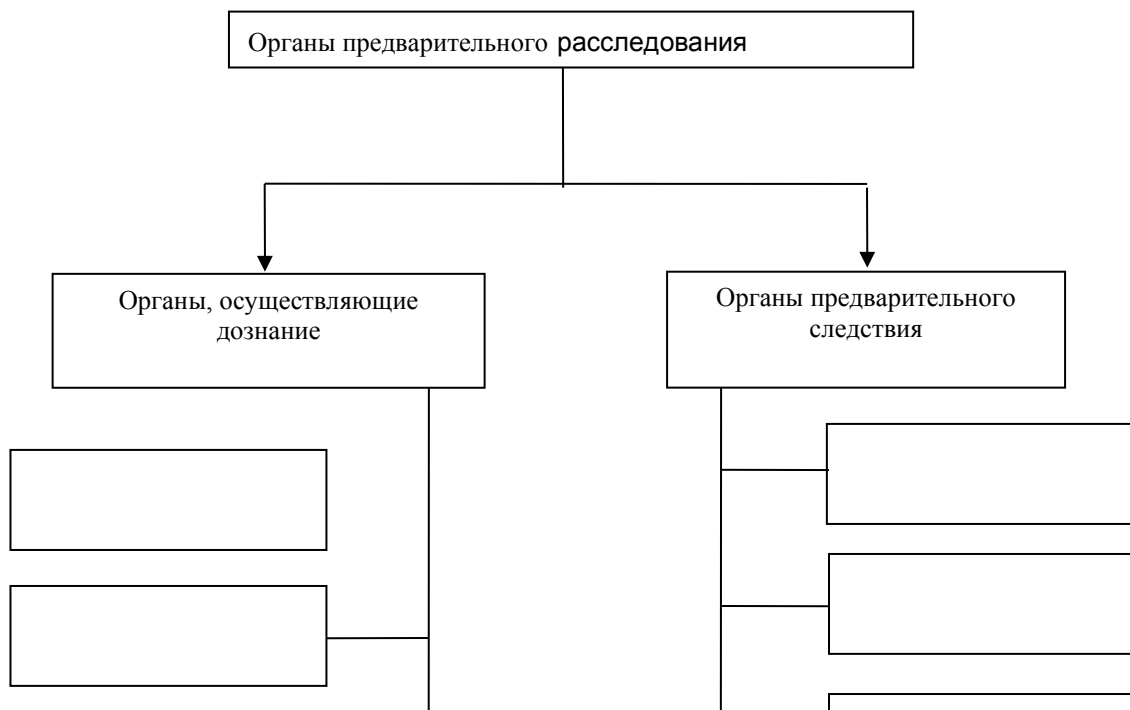 Органы предварительного расследования
Органы, осуществляющие
дознание
Органы предварительного
следствия